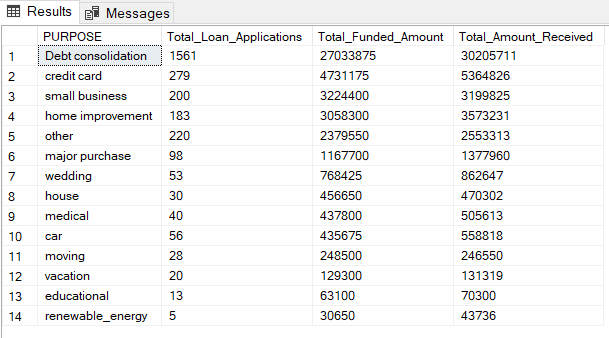 Results Messages
PURPOSE Total_Loan_Applications Total_Funded_Amount Total_Amount_Received
1 Debt consolidation 1561 27033875 30205711
2 credit card 279 4731175 5364826
3 small business 200 3224400 3199825
4 home improvement 183 3058300 3573231
5 other 220 2379550 2553313
6 major purchase 98 1167700 1377960
7 wedding 53 768425 862647
8 house 30 456650 470302
9 medical 40 437800 505613
10 car 56 435675 558818
11 moving 28 248500 246550
12 vacation 20 129300 131319
13 educational 13 63100 70300
14 renewable_energy 5 30650 43736